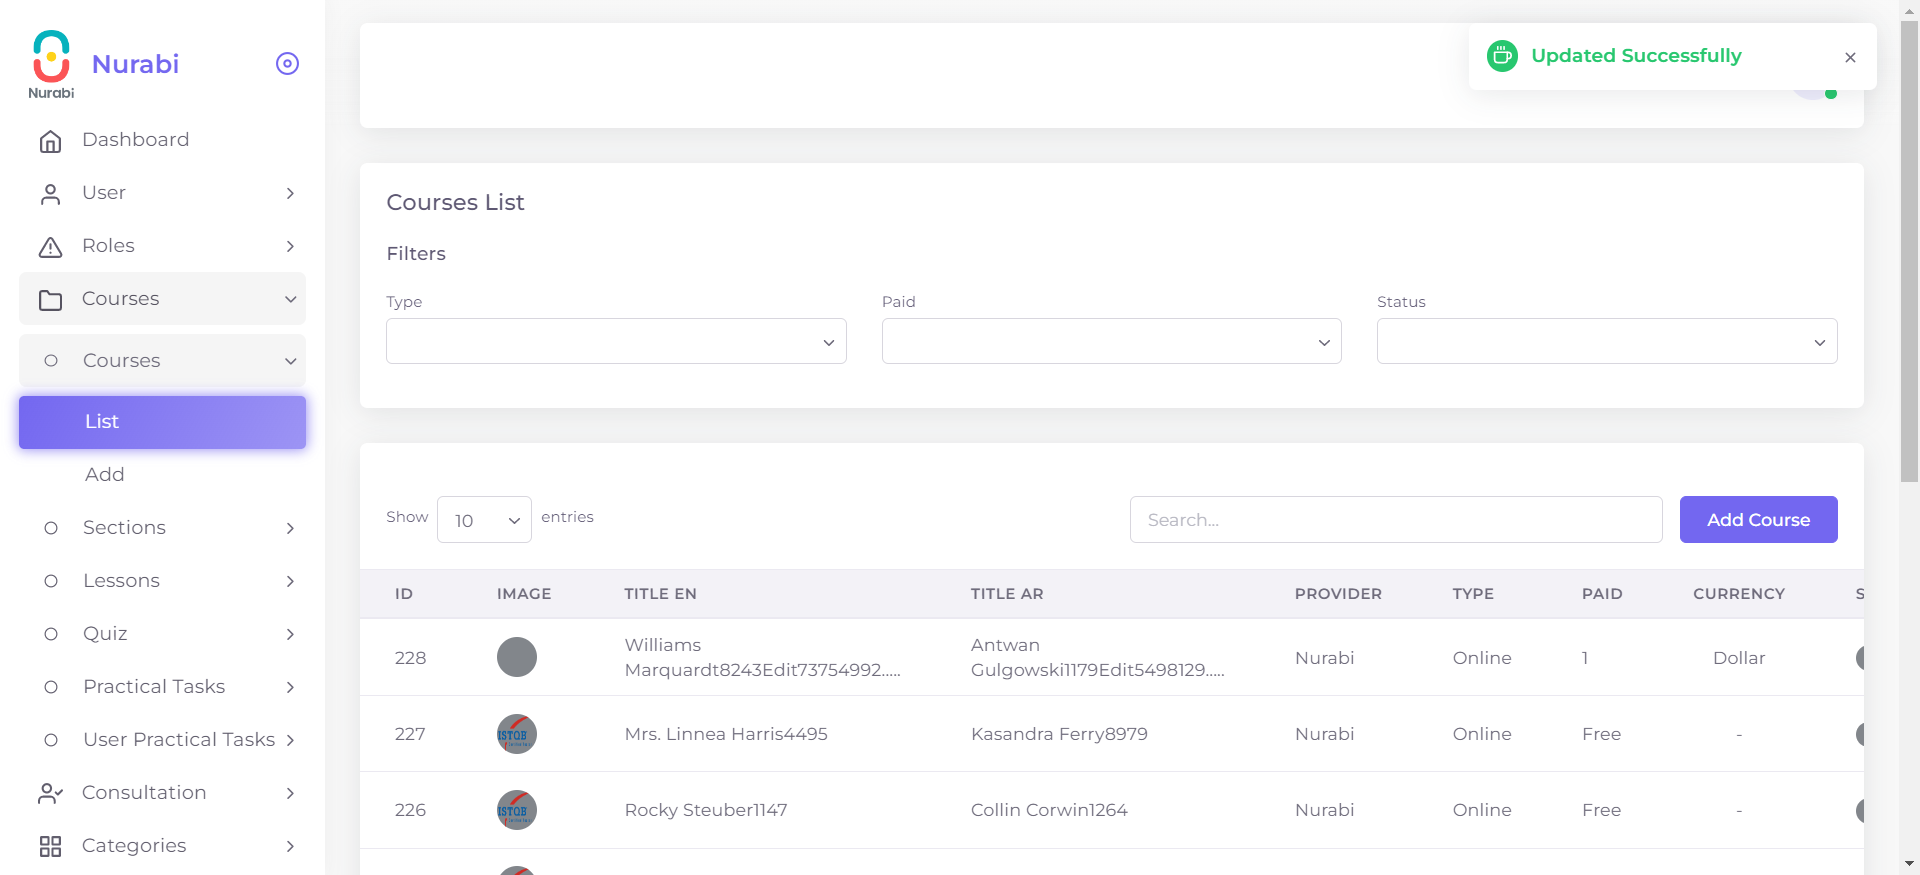 Nurabi
Nurabi
Dashboard
User
Roles
Courses
Courses
List
Add
Sections
Lessons
Quiz
Practical Tasks
User Practical Tasks
Consultation
Categories
Updated Successfully
Courses List
Filters
Type
Paid
Status
Show 10 entries
Search...
Add Course
ID IMAGE TITLE EN TITLE AR PROVIDER TYPE PAID CURRENCY S
228 Williams Marquardt8243Edit73754992..... Antwan Gulgowski1179Edit5498129..... Nurabi Online 1 Dollar
227 ISTQB Mrs. Linnea Harris4495 Kasandra Ferry8979 Nurabi Online Free -
226 ISTQB Rocky Steuber1147 Collin Corwin1264 Nurabi Online Free -